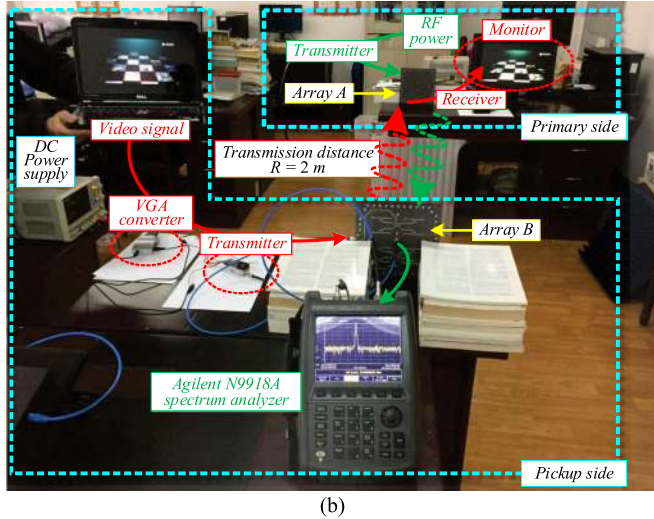 RF
power
Transmitter
Monitor
Array A
Receiver
Primary side
Video signal
DC
Power
supply
Transmission distance
R = 2 m
VGA
converter
Transmitter
Array B
Pickup
Agilent N9918A
spectrum analyzer
Pickup side
(b)